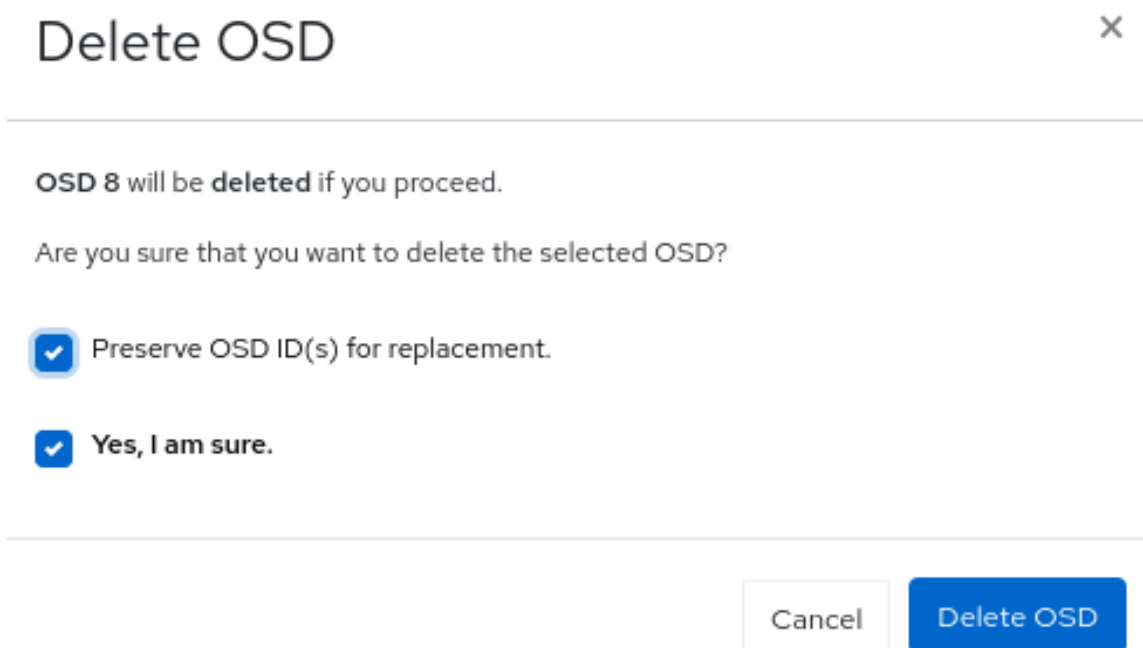 Delete OSD
OSD 8 will be deleted if you proceed.
Are you sure that you want to delete the selected OSD?
Preserve OSD ID(s) for replacement.
Yes, I am sure.
Cancel
Delete OSD